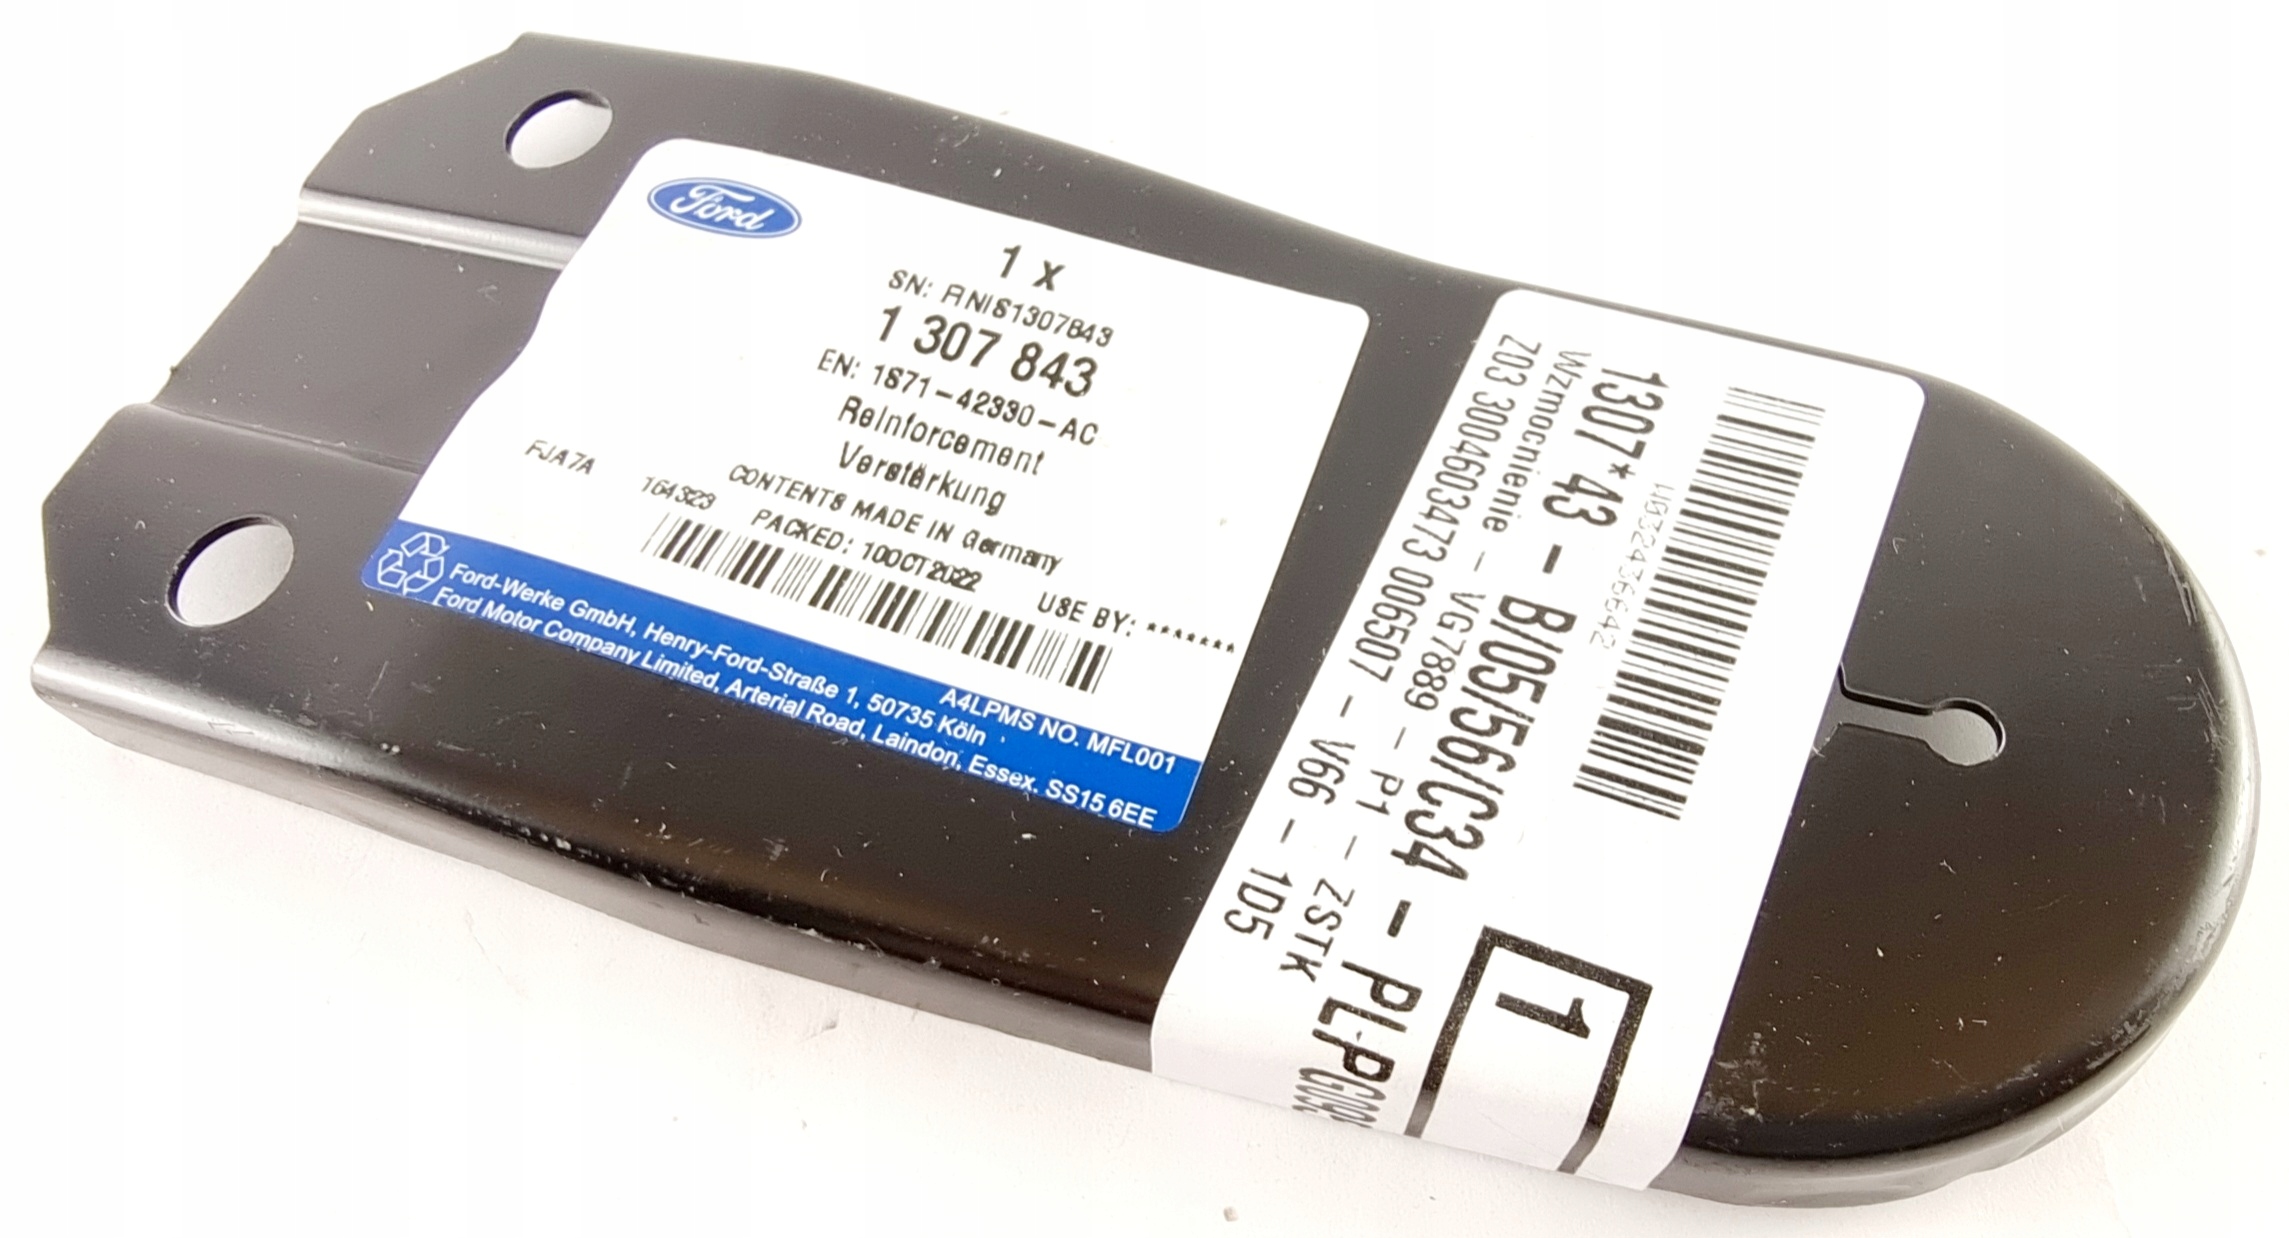 Ford
1 x
SN: FINIS1307843
1 307 843
EN: 1S71-42330-AC
Reinforcement
Verstärkung
CONTENTS MADE IN Germany
FJA7A
164323
PACKED: 10OCT2022
USE BY: *******
A4LPMS NO. MFL001
Ford-Werke GmbH, Henry-Ford-Straße 1, 50735 Köln
Ford Motor Company Limited, Arterial Road, Laindon, Essex. SS15 6EE
W032436642
1307*43 - B/05/56/C34 - PLP
Wzmocnienie - VG7889 - P1 - ZSTK
Z03 3004603473 006507 - V66 - 1D5
1